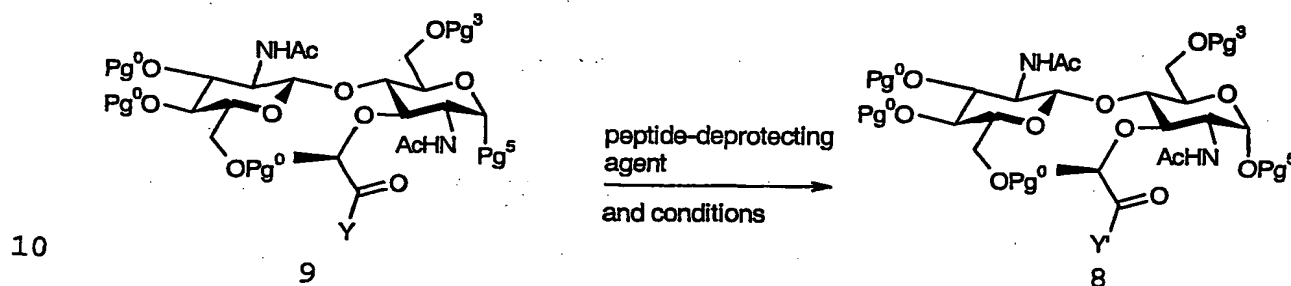 OPg³
NHAc
Pg⁰O
O
O
Pg⁰O
O
O
AcHN
Pg⁵
OPg⁰
O
Y
9
peptide-deprotecting
agent
and conditions
OPg³
NHAc
Pg⁰O
O
O
Pg⁰O
O
O
AcHN
OPg⁵
OPg⁰
O
Y'
8
10